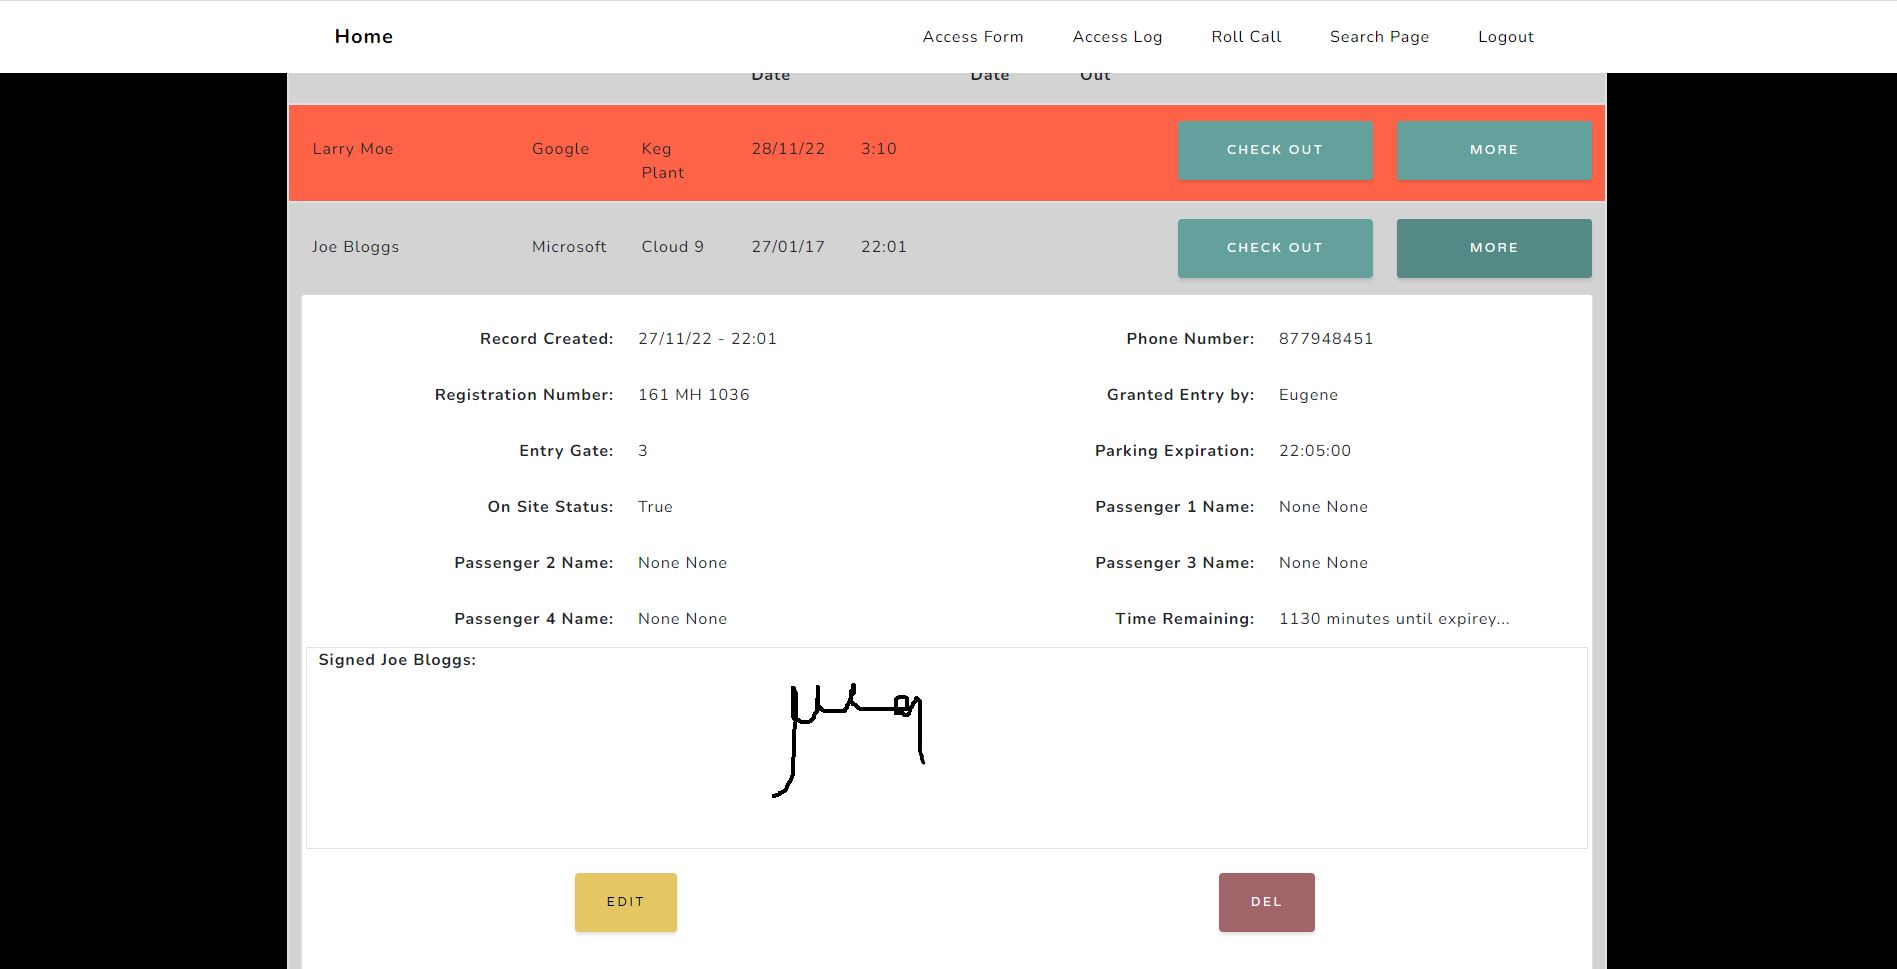 Home Access Form Access Log Roll Call Search Page Logout
Date Date Out
Larry Moe Google Keg 28/11/22 3:10 CHECK OUT MORE
Plant
Joe Bloggs Microsoft Cloud 9 27/01/17 22:01 CHECK OUT MORE
Record Created: 27/11/22 - 22:01 Phone Number: 877948451
Registration Number: 161 MH 1036 Granted Entry by: Eugene
Entry Gate: 3 Parking Expiration: 22:05:00
On Site Status: True Passenger 1 Name: None None
Passenger 2 Name: None None Passenger 3 Name: None None
Passenger 4 Name: None None Time Remaining: 1130 minutes until expirey...
Signed Joe Bloggs:
EDIT DEL